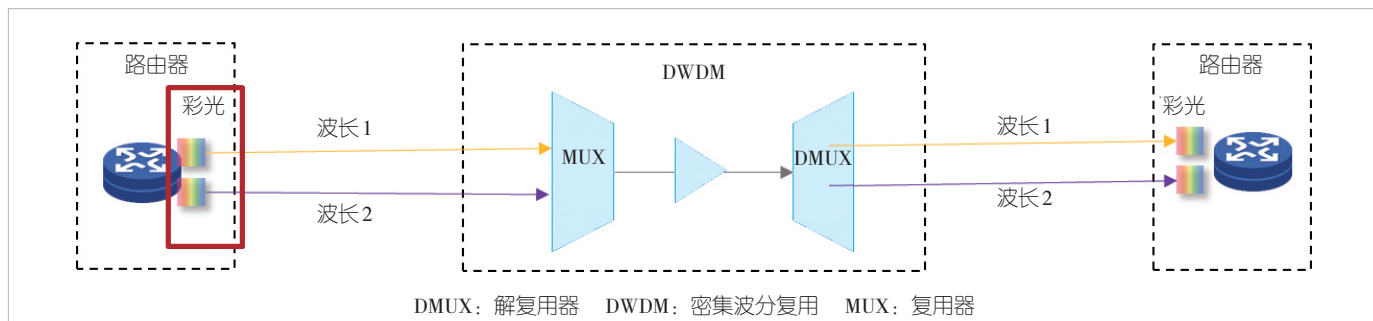 路由器
DWDM
路由器
彩光
彩光
波长1
波长1
MUX
DMUX
波长2
波长2
DMUX：解复用器 DWDM：密集波分复用 MUX：复用器